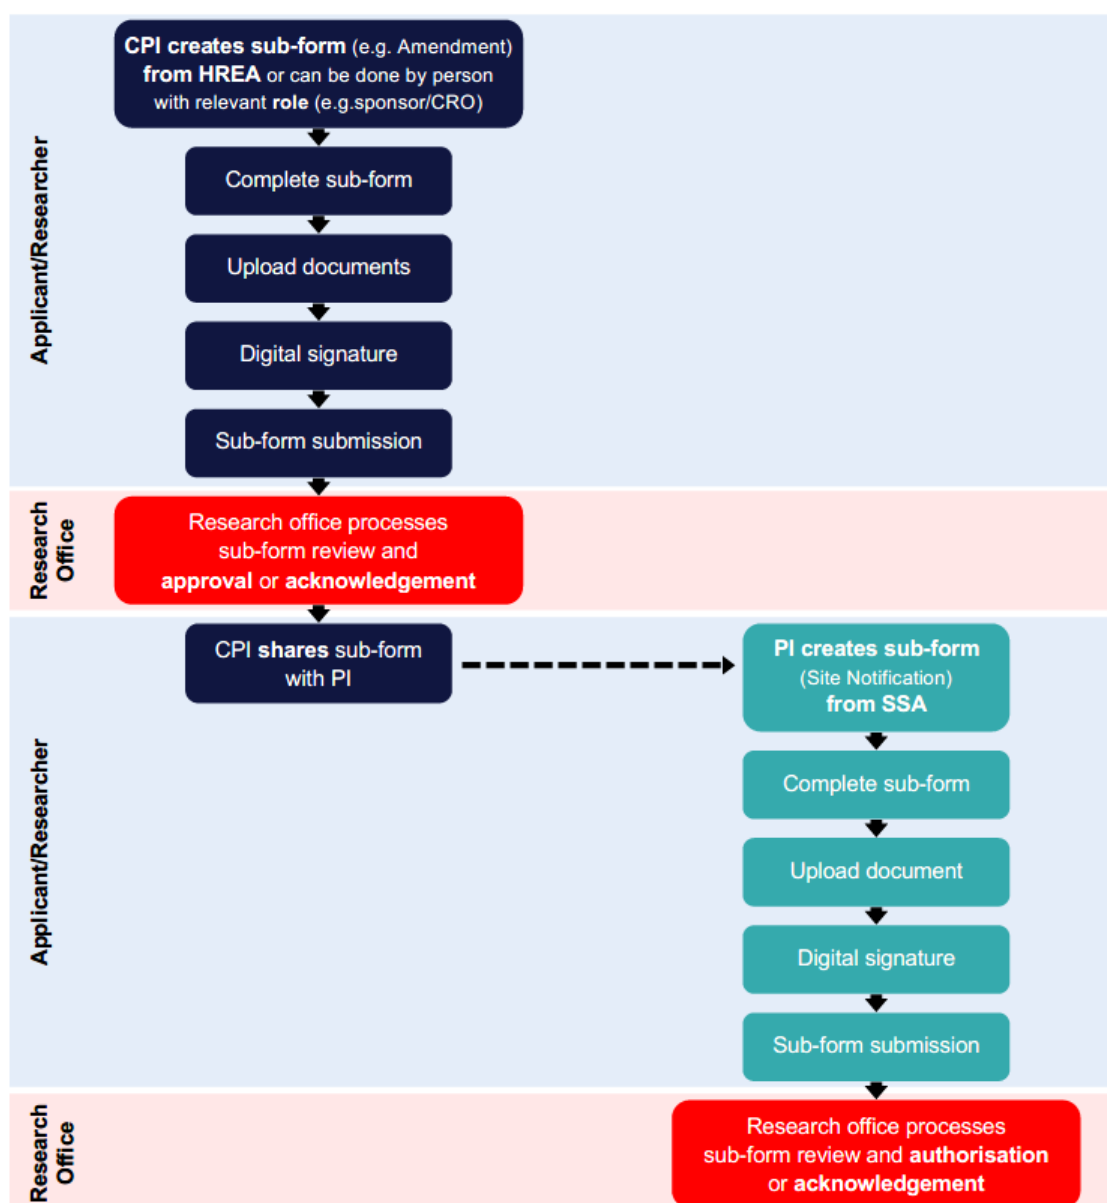 Applicant/Researcher
CPI creates sub-form (e.g. Amendment)
from HREA or can be done by person
with relevant role (e.g.sponsor/CRO)
Complete sub-form
Upload documents
Digital signature
Sub-form submission
Research
Office
Research office processes
sub-form review and
approval or acknowledgement
Applicant/Researcher
CPI shares sub-form
with PI
PI creates sub-form
(Site Notification)
from SSA
Complete sub-form
Upload document
Digital signature
Sub-form submission
Research
Office
Research office processes
sub-form review and authorisation
or acknowledgement